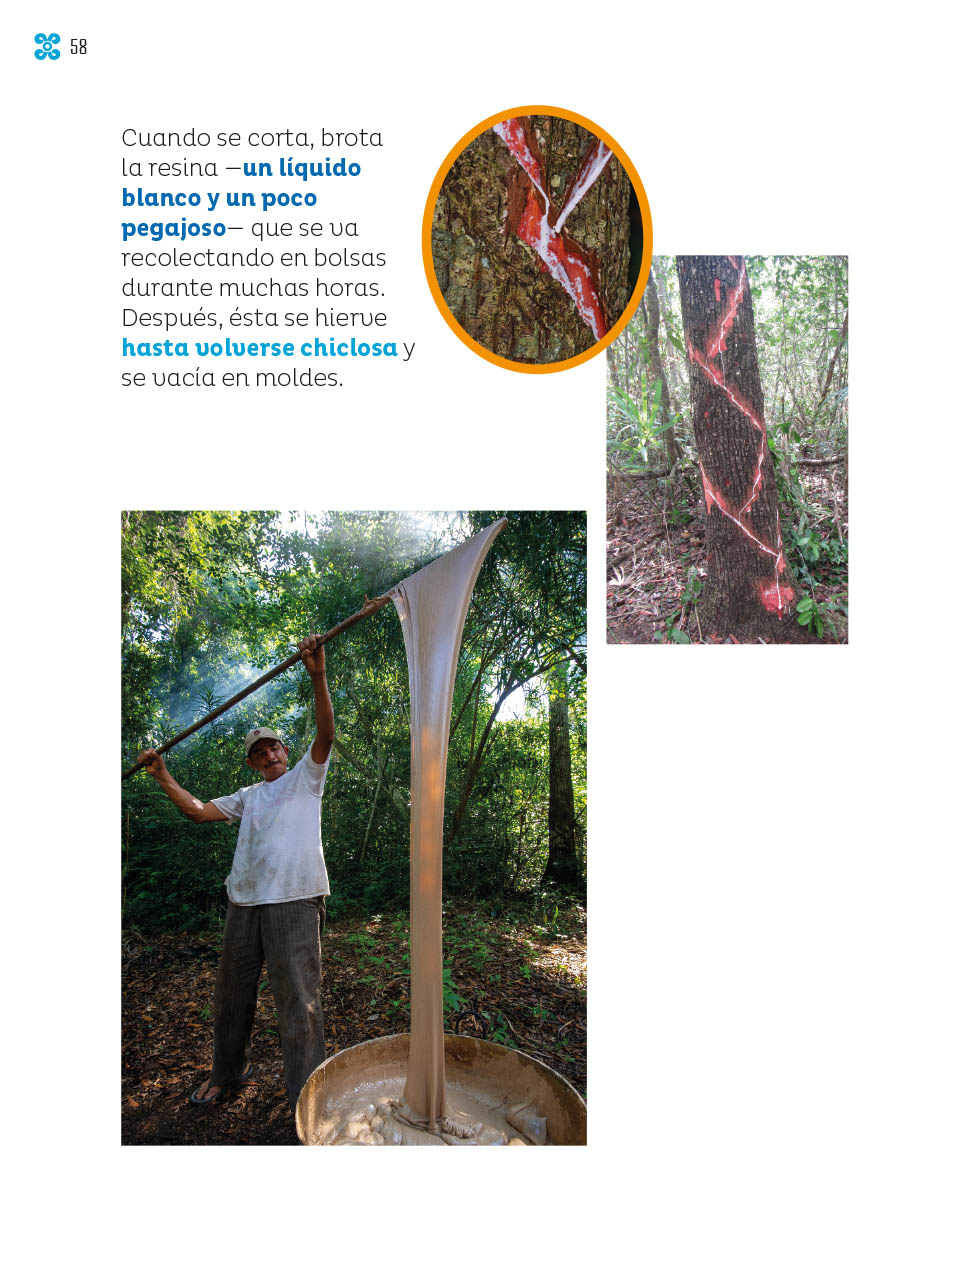 58
Cuando se corta, brota
la resina —un líquido
blanco y un poco
pegajoso— que se va
recolectando en bolsas
durante muchas horas.
Después, ésta se hierve
hasta volverse chiclosa y
se vacía en moldes.